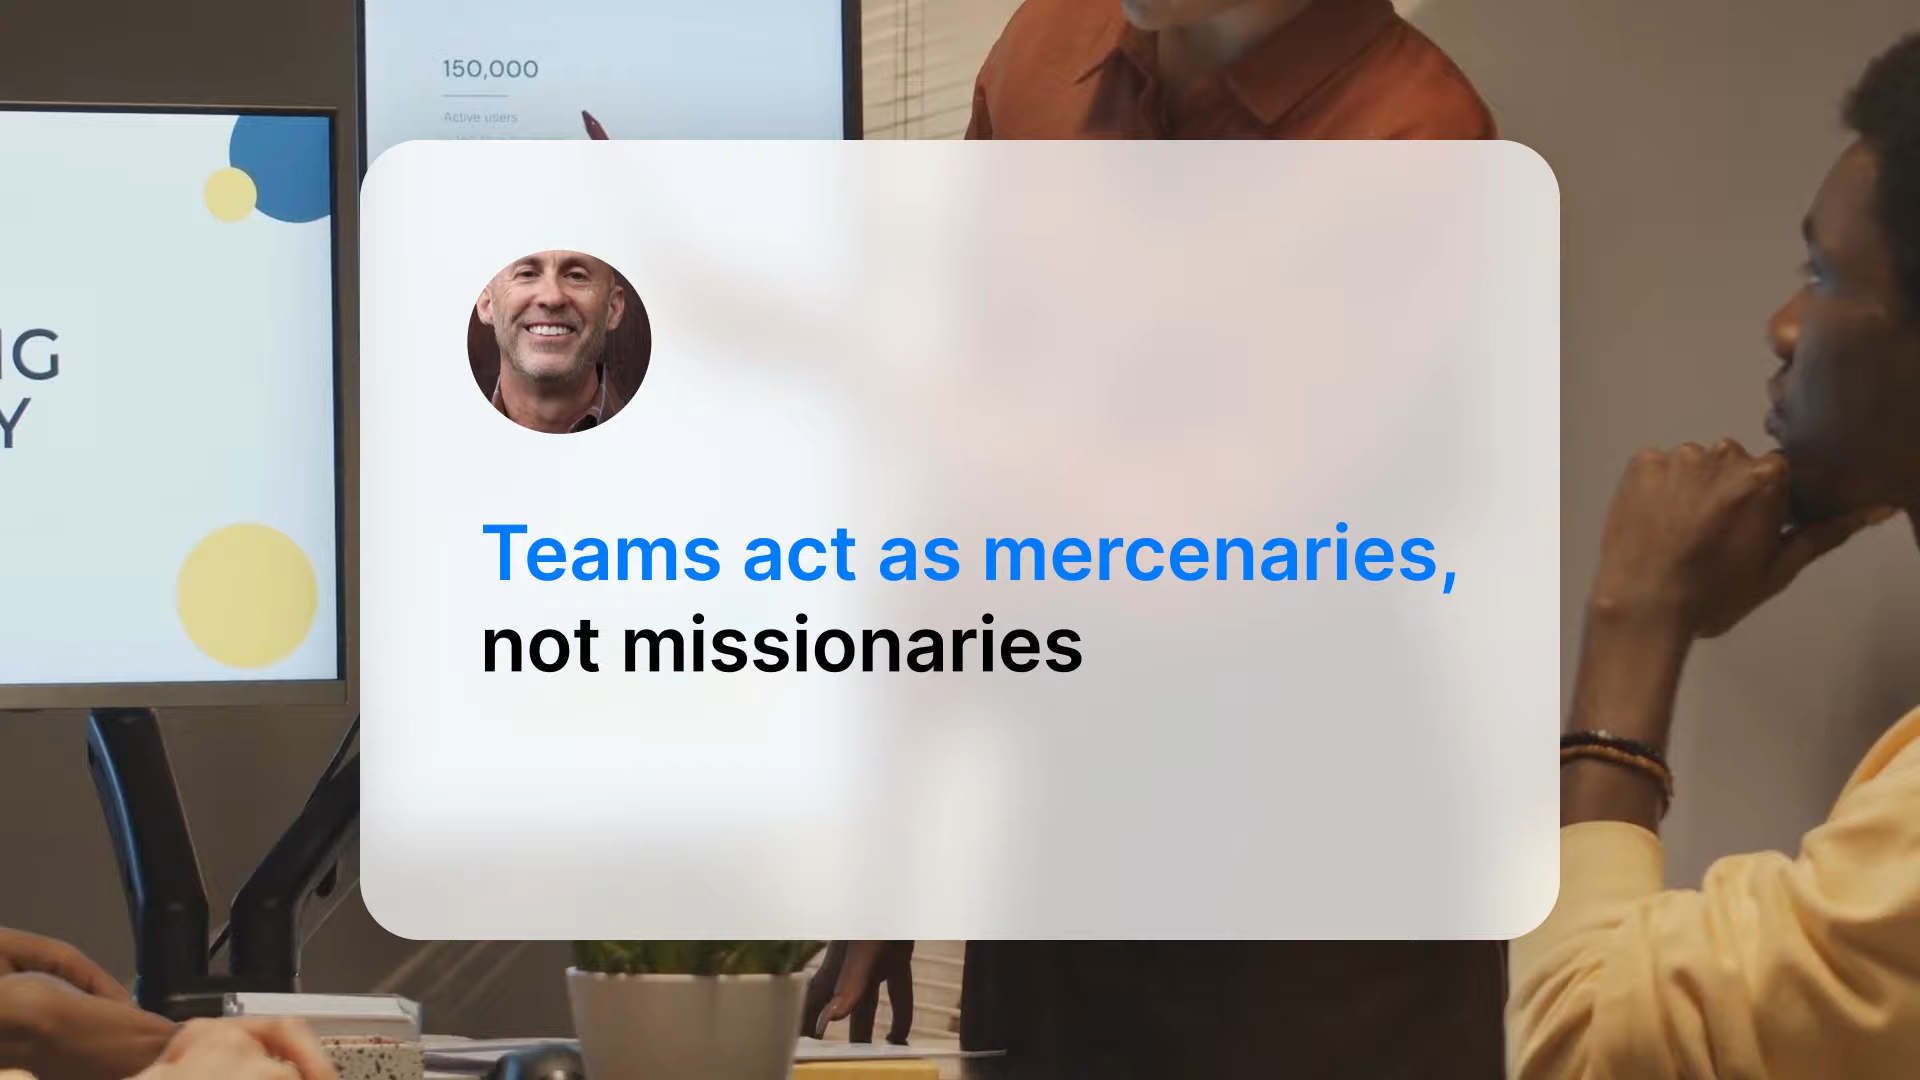 150,000
Active users
IG
Y
Teams act as mercenaries,
not missionaries